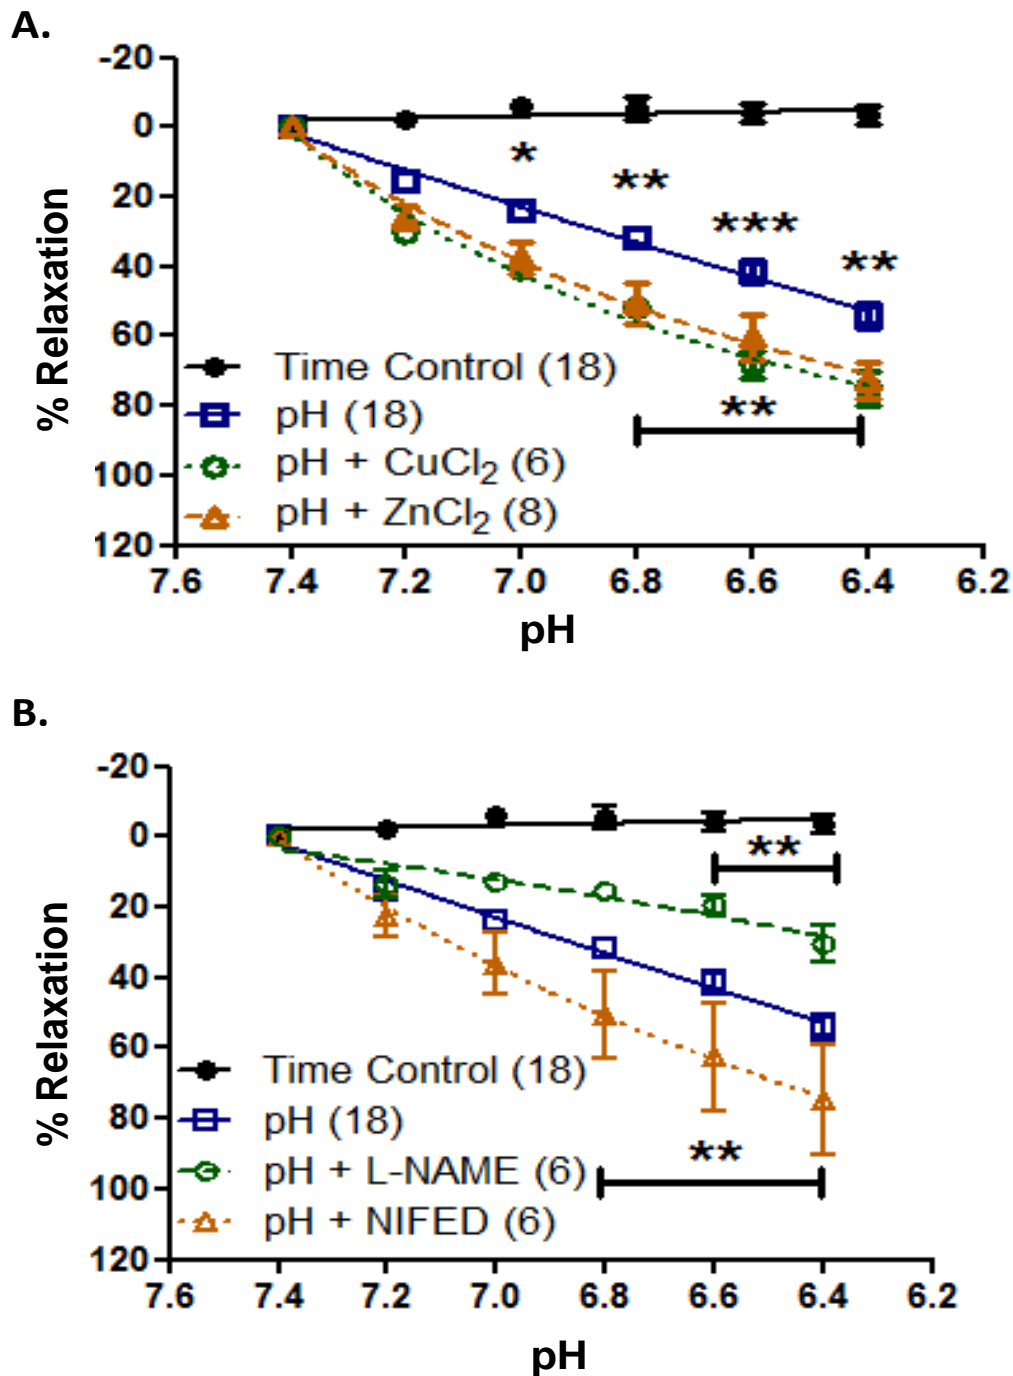 A.
-20
0
20
40
60
80
100
120
% Relaxation
*
**
***
**
**
Time Control (18)
pH (18)
pH + CuCl₂ (6)
pH + ZnCl₂ (8)
7.6 7.4 7.2 7.0 6.8 6.6 6.4 6.2
pH
B.
-20
0
20
40
60
80
100
120
% Relaxation
**
**
Time Control (18)
pH (18)
pH + L-NAME (6)
pH + NIFED (6)
7.6 7.4 7.2 7.0 6.8 6.6 6.4 6.2
pH